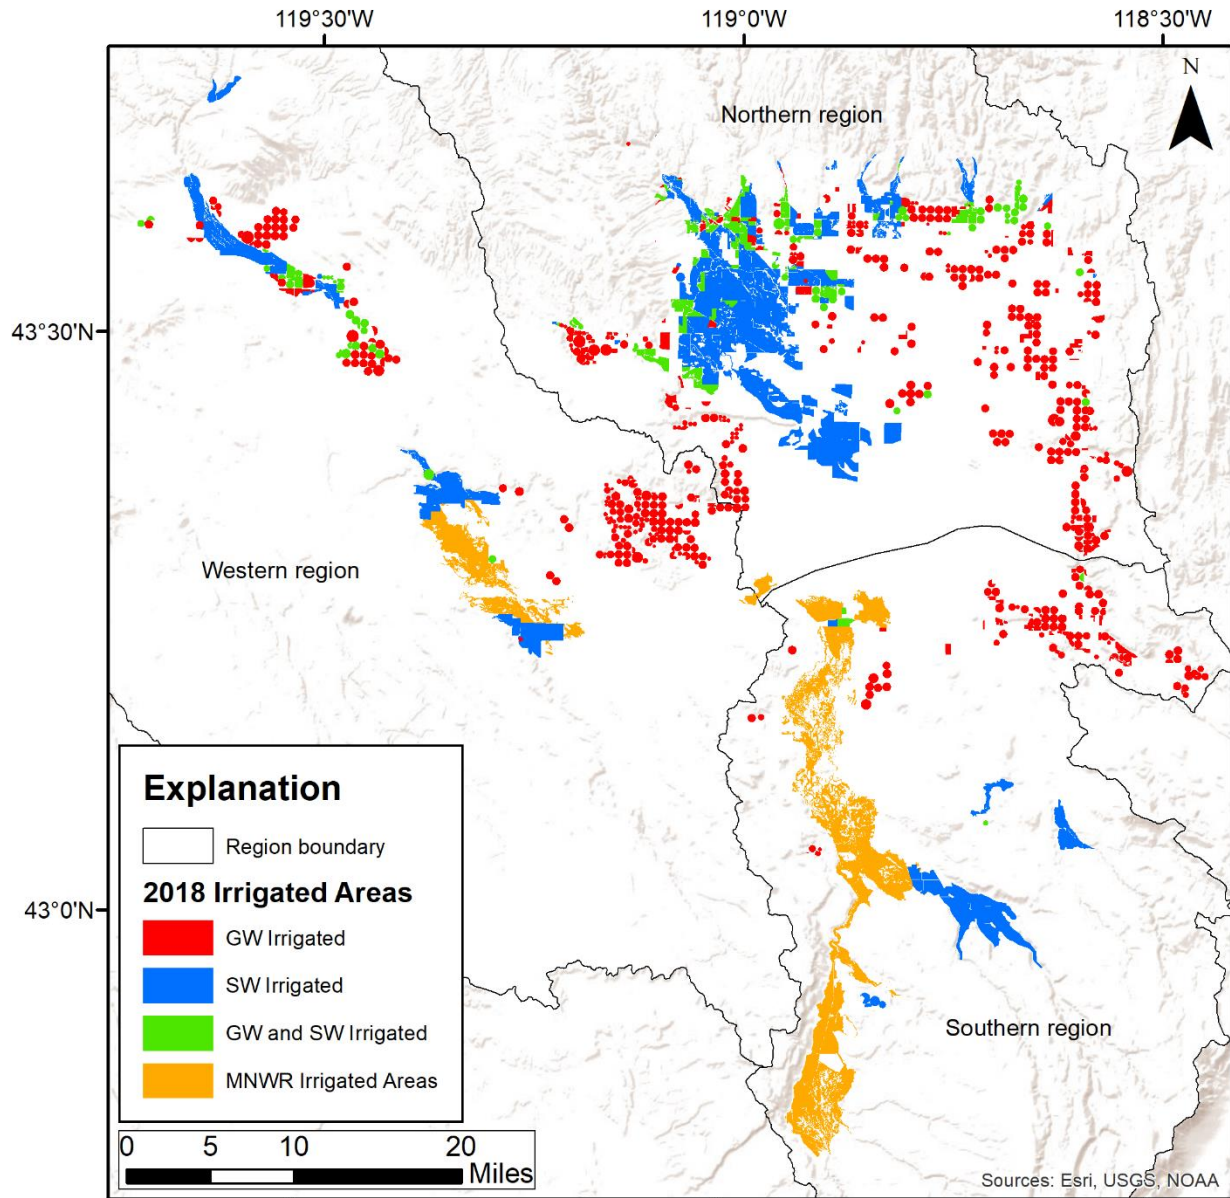 119°30'W
119°0'W
118°30'W
N
Northern region
43°30'N
Western region
Explanation
Region boundary
2018 Irrigated Areas
43°0'N
GW Irrigated
SW Irrigated
GW and SW Irrigated
MNWR Irrigated Areas
Southern region
0 5 10 20
Miles
Sources: Esri, USGS, NOAA